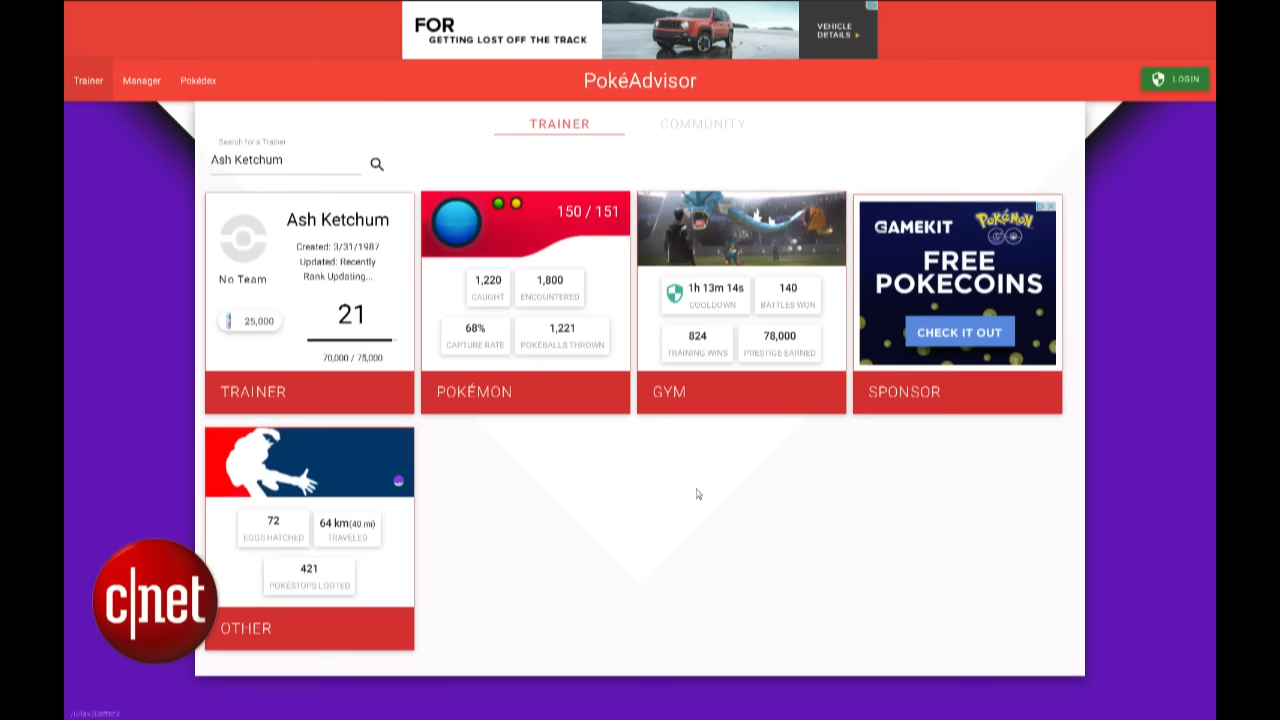 FOR
GETTING LOST OFF THE TRACK
VEHICLE
DETAILS
Trainer
Manager
Pokédex
PokéAdvisor
LOGIN
TRAINER
COMMUNITY
Search for a Trainer
Ash Ketchum
Ash Ketchum
Created: 3/31/1987
Updated: Recently
Rank Updating...
No Team
25,000
21
70,000 / 75,000
TRAINER
150 / 151
1,220
CAUGHT
1,800
ENCOUNTERED
68%
CAPTURE RATE
1,221
POKÉBALLS THROWN
POKÉMON
1h 13m 14s
COOLDOWN
140
BATTLES WON
824
TRAINING WINS
78,000
PRESTIGE EARNED
GYM
GAMEKIT
POKÉMON
GO
FREE
POKECOINS
CHECK IT OUT
SPONSOR
72
EGGS HATCHED
64 km(40 mi)
TRAVELED
421
POKÉSTOPS LOOTED
OTHER
c|net